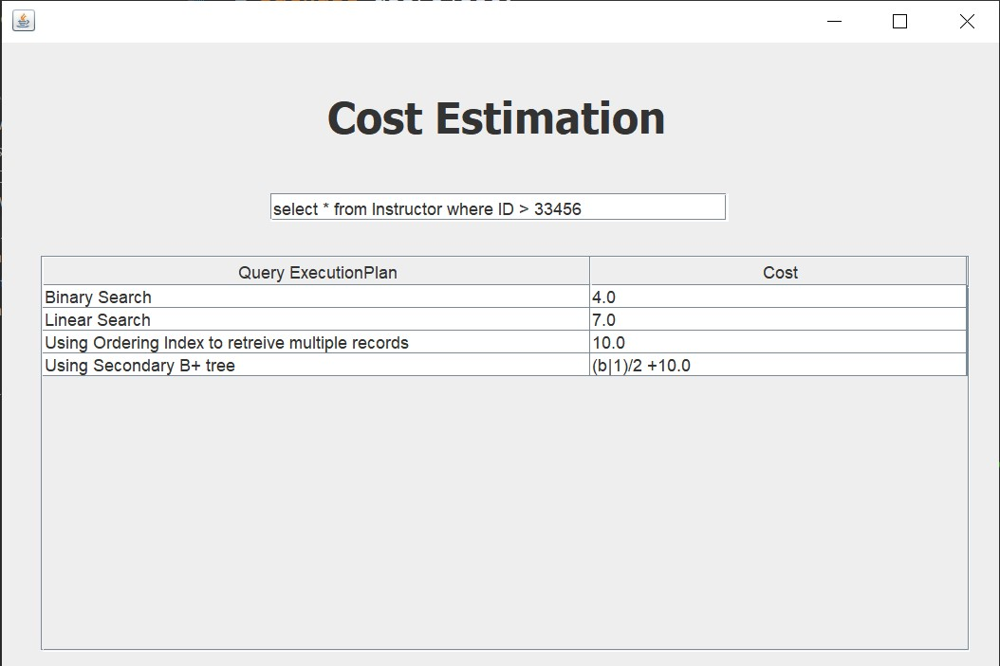 Cost Estimation
select * from Instructor where ID > 33456
Query ExecutionPlan Cost
Binary Search 4.0
Linear Search 7.0
Using Ordering Index to retreive multiple records 10.0
Using Secondary B+ tree (b|1)/2 +10.0